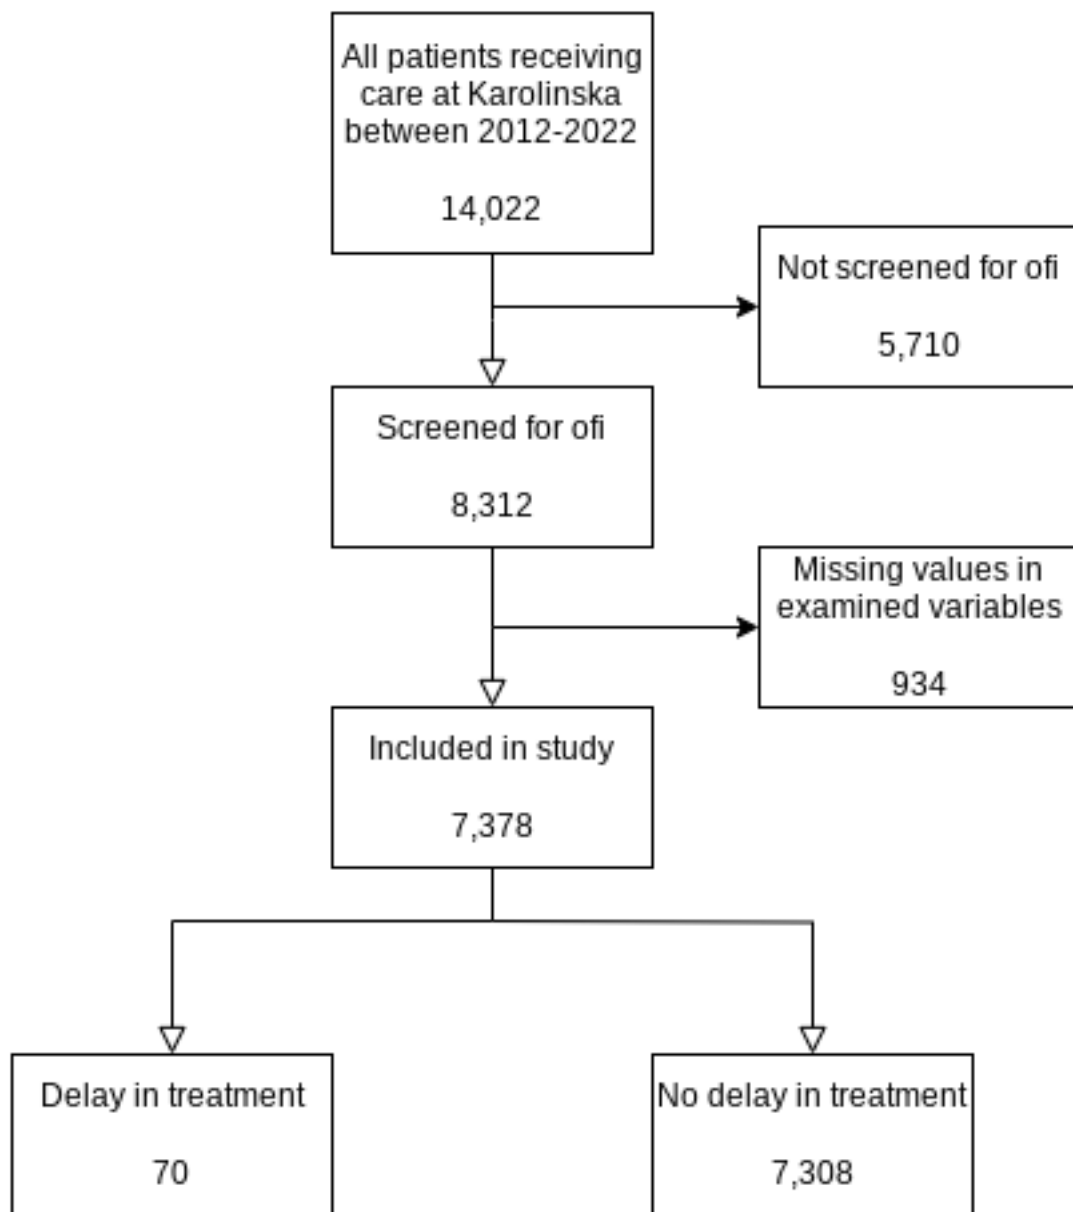 All patients receiving
care at Karolinska
between 2012-2022
14,022
Not screened for ofi
5,710
Screened for ofi
8,312
Missing values in
examined variables
934
Included in study
7,378
Delay in treatment
70
No delay in treatment
7,308